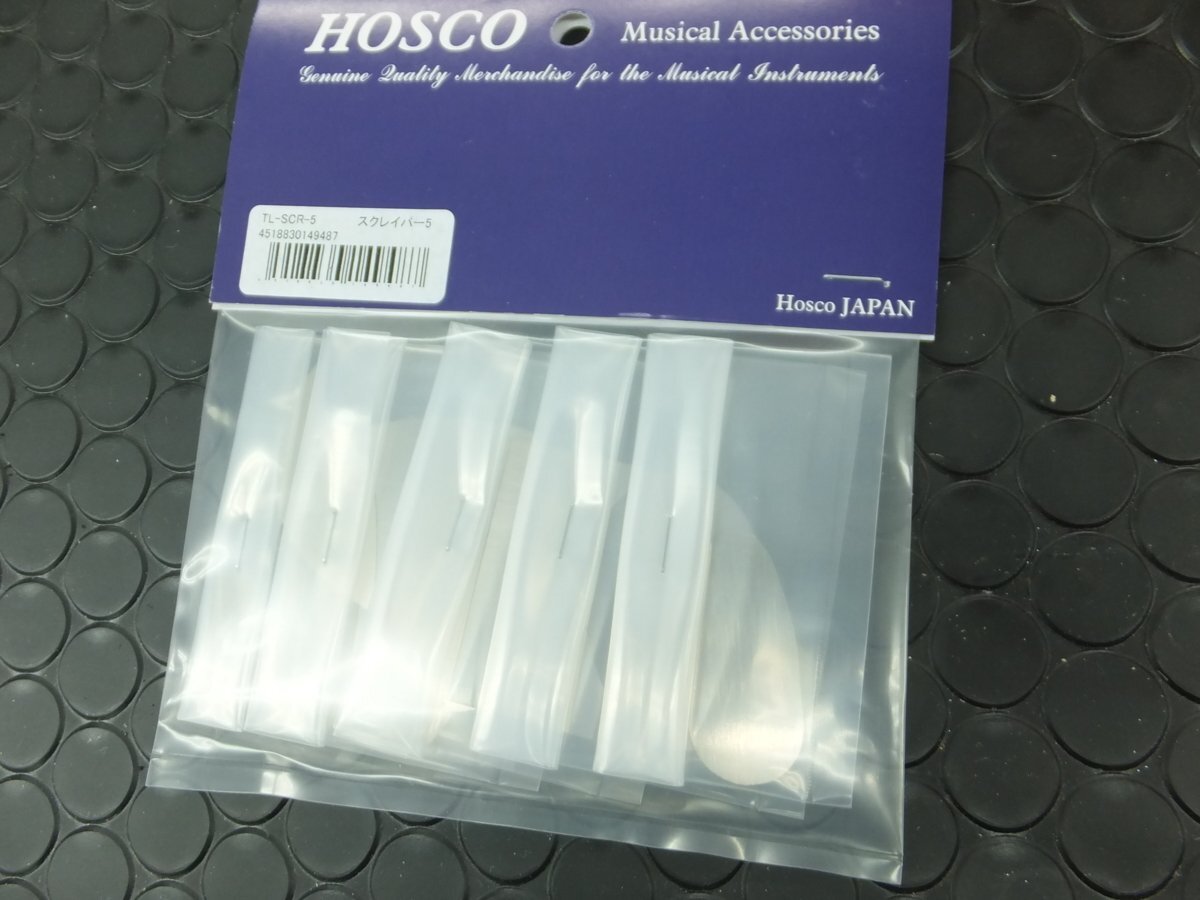 HOSCO Musical Accessories
Genuine Quality Merchandise for the Musical Instruments
TL-SCR-5 スクレイパー5
4518830149487
Hosco JAPAN